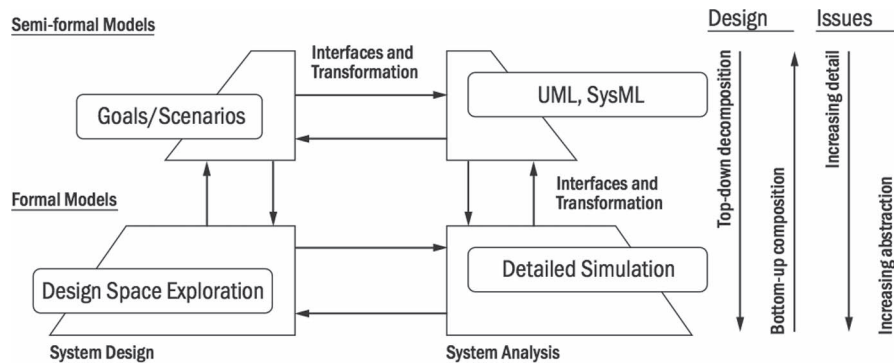 Semi-formal Models
Design
Issues
Interfaces and
Transformation
Goals/Scenarios
UML, SysML
Top-down decomposition
Bottom-up composition
Increasing detail
Increasing abstraction
Interfaces and
Transformation
Formal Models
Design Space Exploration
Detailed Simulation
System Design
System Analysis